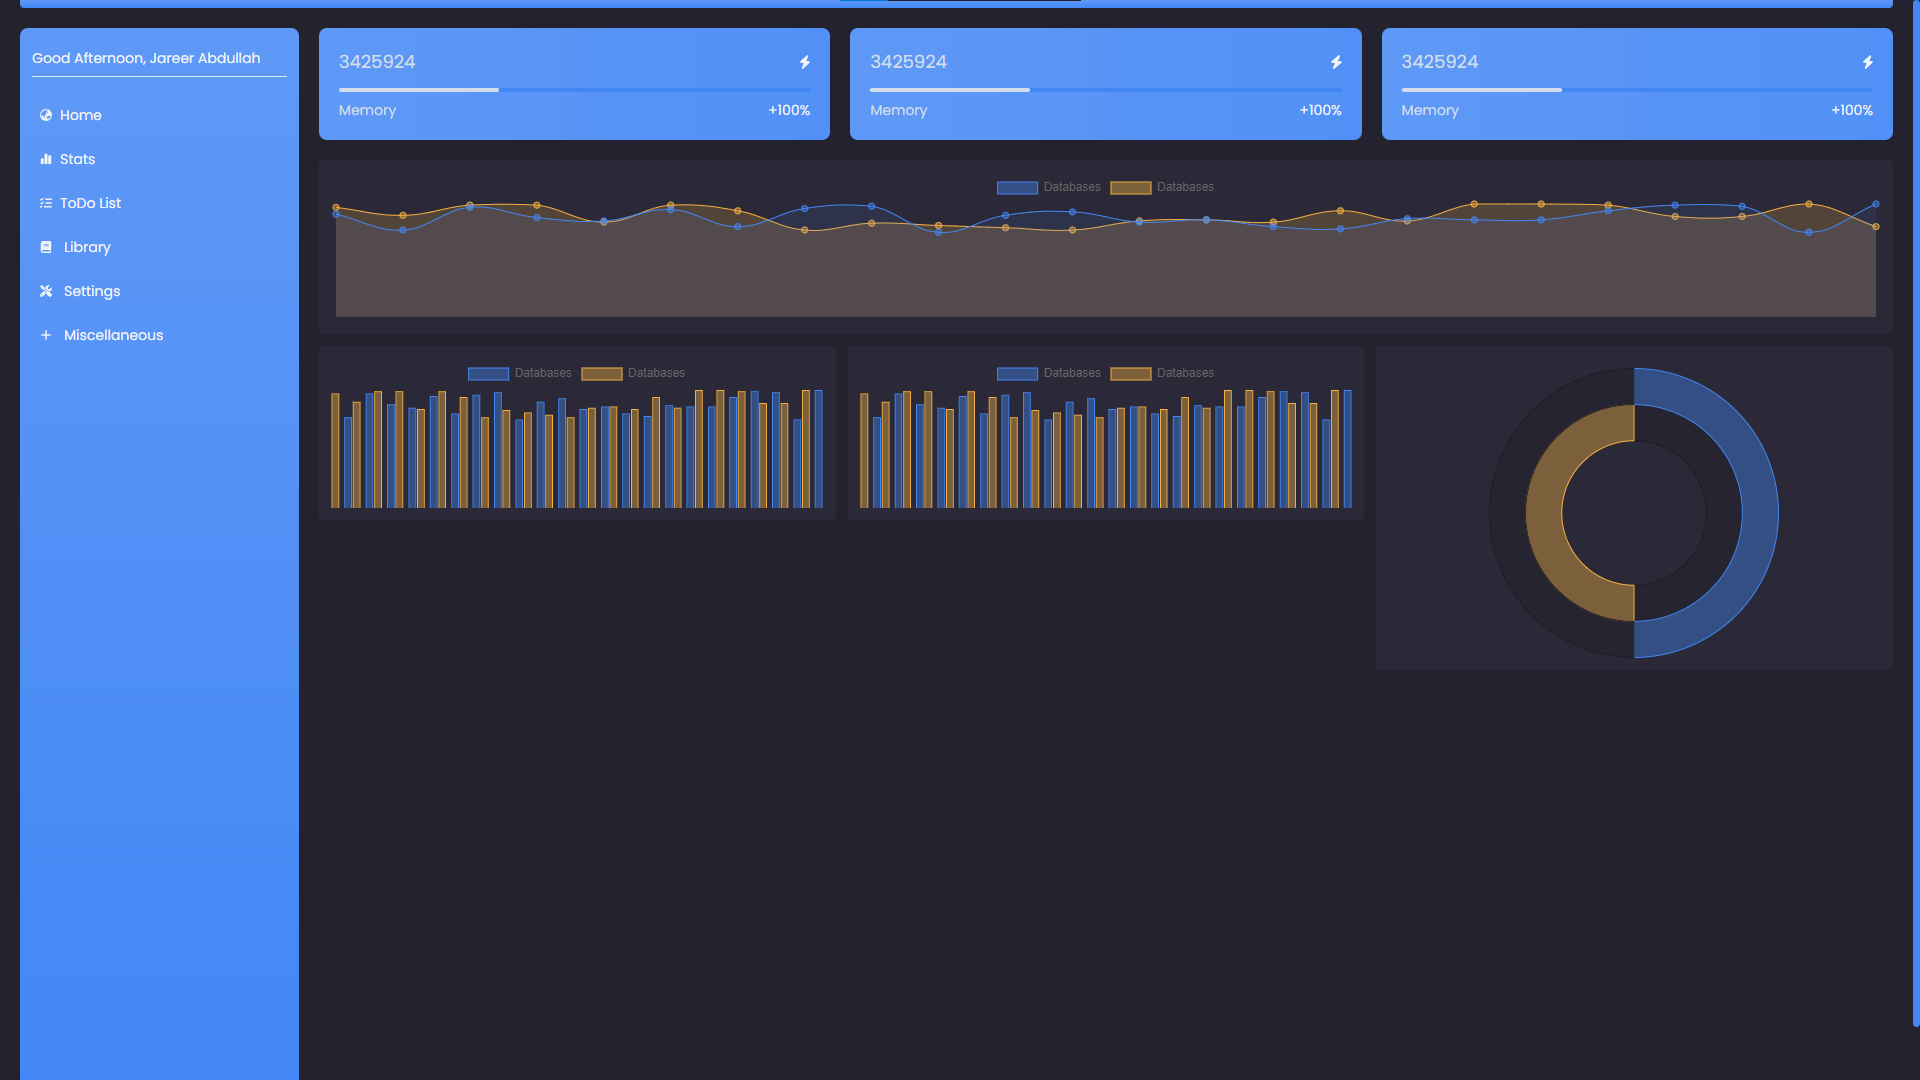 Good Afternoon, Jareer Abdullah
Home
Stats
ToDo List
Library
Settings
Miscellaneous
3425924
Memory +100%
3425924
Memory +100%
3425924
Memory +100%
Databases Databases
Databases Databases
Databases Databases